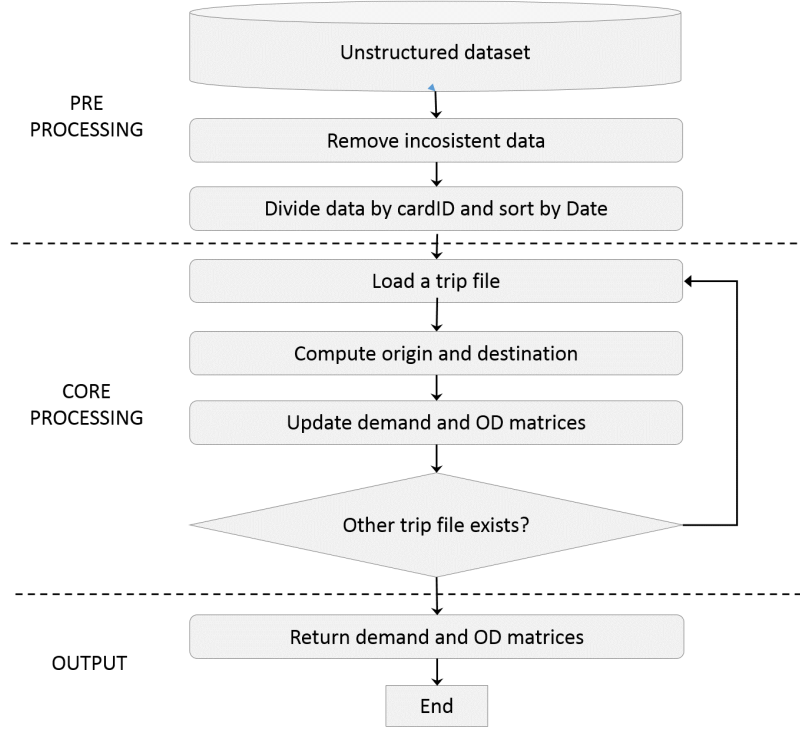 Unstructured dataset
PRE
PROCESSING
Remove incosistent data
Divide data by cardID and sort by Date
Load a trip file
Compute origin and destination
CORE
PROCESSING
Update demand and OD matrices
Other trip file exists?
Return demand and OD matrices
OUTPUT
End